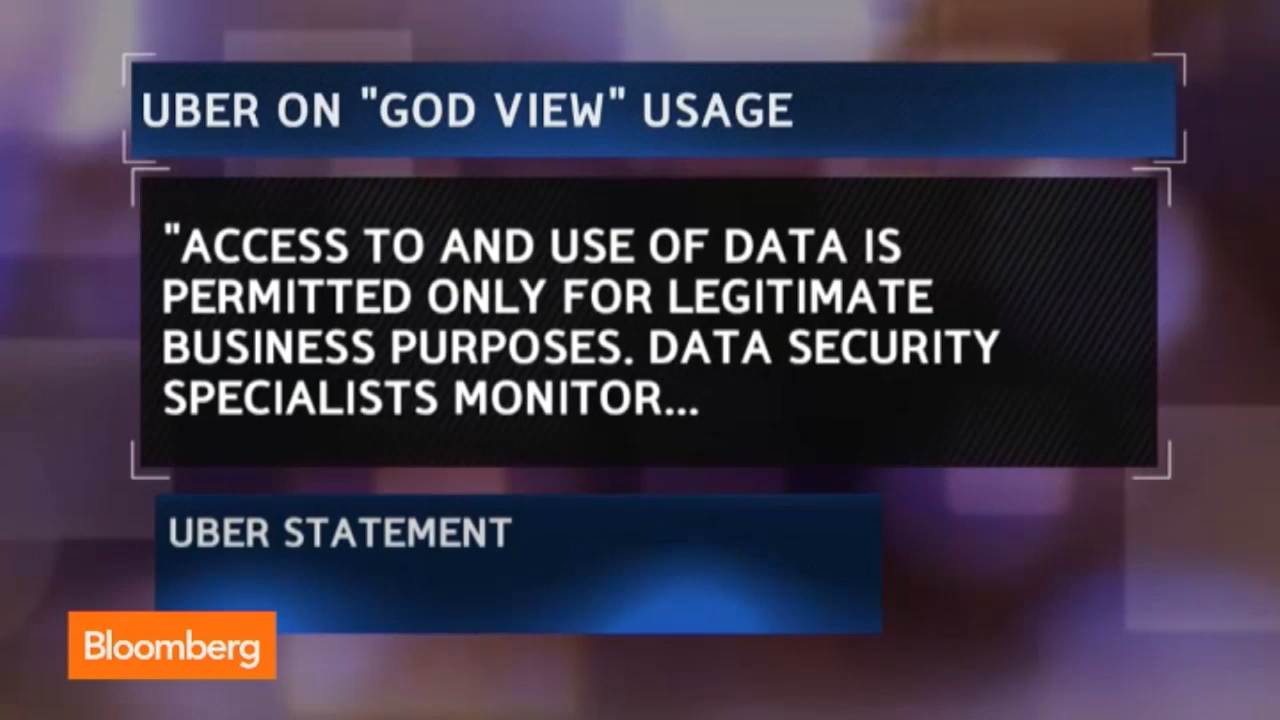 UBER ON "GOD VIEW" USAGE
"ACCESS TO AND USE OF DATA IS
PERMITTED ONLY FOR LEGITIMATE
BUSINESS PURPOSES. DATA SECURITY
SPECIALISTS MONITOR...
UBER STATEMENT
Bloomberg